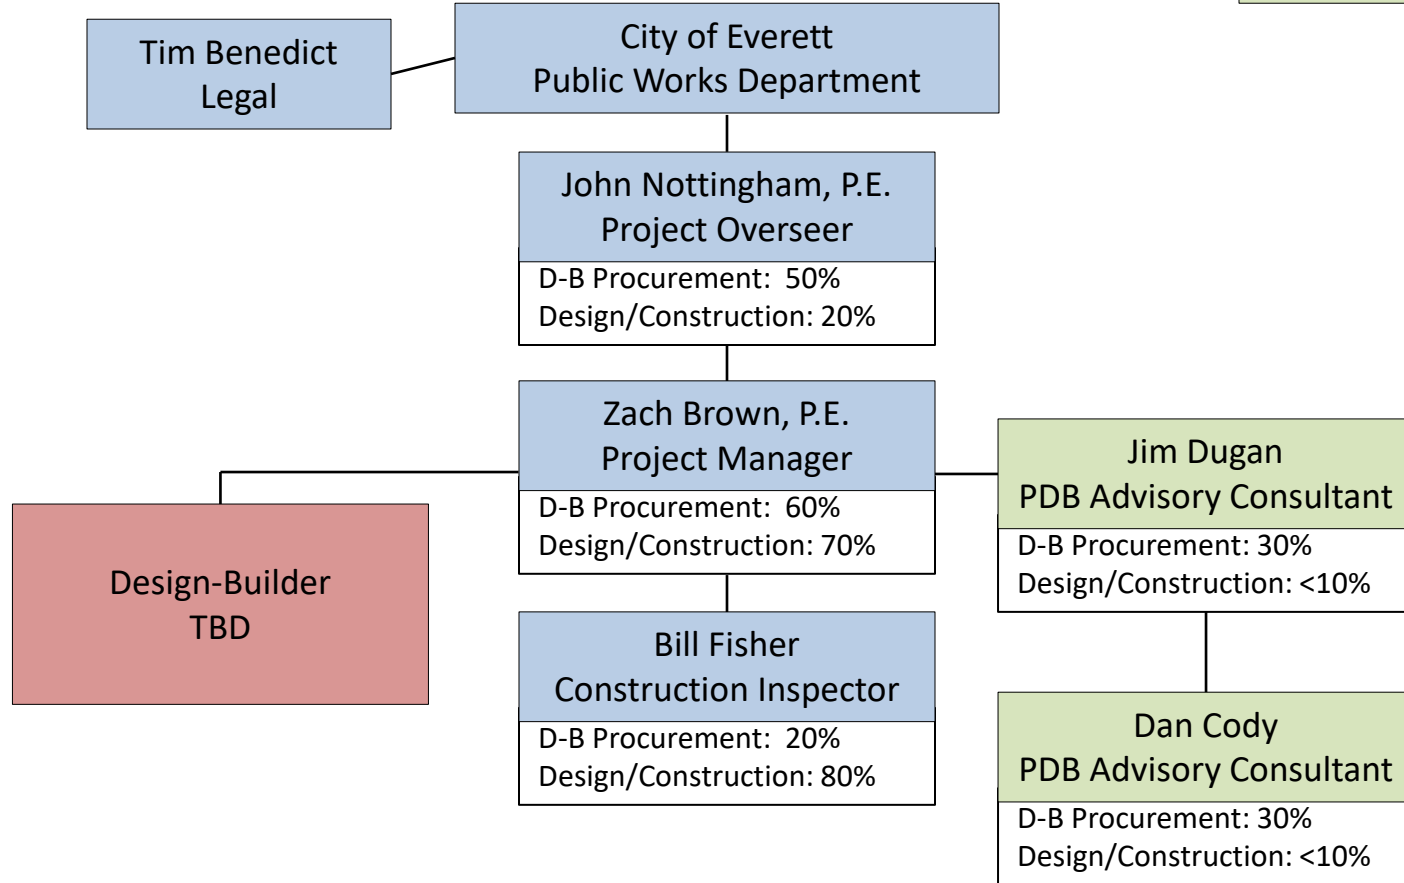 Tim Benedict
Legal
City of Everett
Public Works Department
John Nottingham, P.E.
Project Overseer
D-B Procurement:  50%
Design/Construction: 20%
Zach Brown, P.E.
Project Manager
D-B Procurement:  60%
Design/Construction: 70%
Jim Dugan
PDB Advisory Consultant
D-B Procurement: 30%
Design/Construction: <10%
Design-Builder
TBD
Bill Fisher
Construction Inspector
D-B Procurement:  20%
Design/Construction: 80%
Dan Cody
PDB Advisory Consultant
D-B Procurement: 30%
Design/Construction: <10%